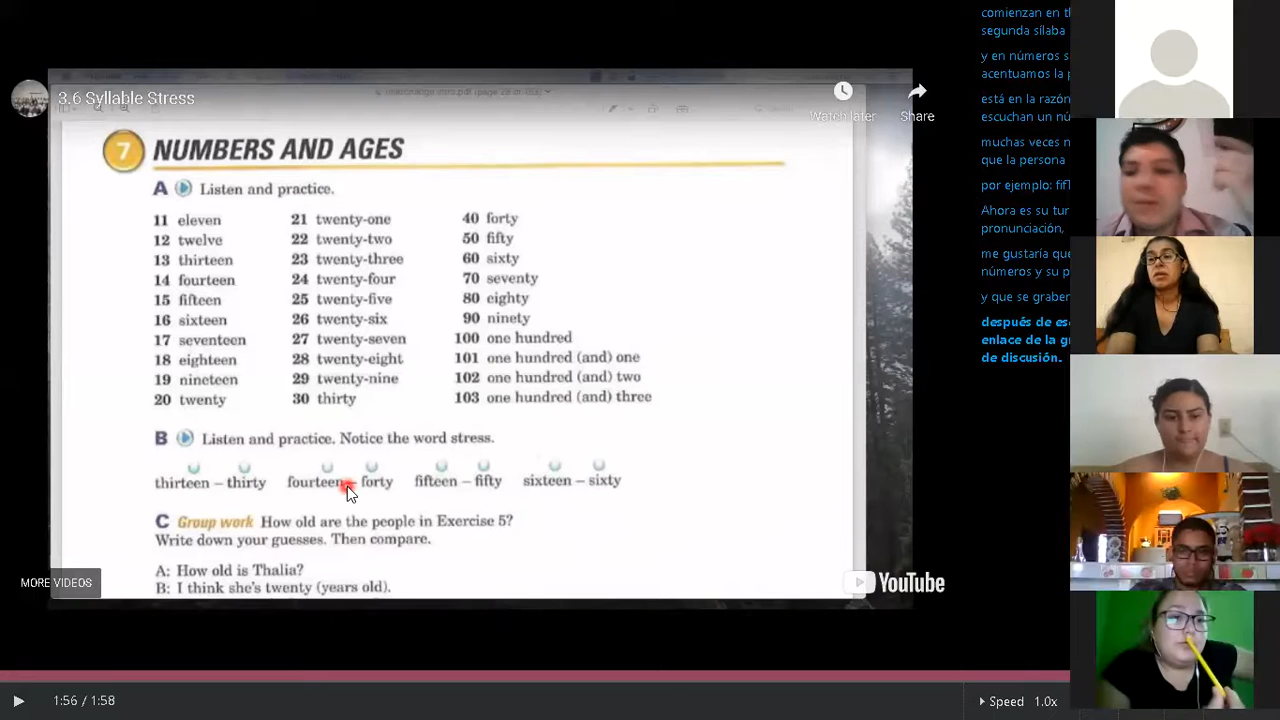 3.6 Syllable Stress
Watch later
Share
7 NUMBERS AND AGES
A Listen and practice.
11 eleven 21 twenty-one 40 forty
12 twelve 22 twenty-two 50 fifty
13 thirteen 23 twenty-three 60 sixty
14 fourteen 24 twenty-four 70 seventy
15 fifteen 25 twenty-five 80 eighty
16 sixteen 26 twenty-six 90 ninety
17 seventeen 27 twenty-seven 100 one hundred
18 eighteen 28 twenty-eight 101 one hundred (and) one
19 nineteen 29 twenty-nine 102 one hundred (and) two
20 twenty 30 thirty 103 one hundred (and) three
B Listen and practice. Notice the word stress.
thirteen – thirty fourteen – forty fifteen – fifty sixteen – sixty
C Group work How old are the people in Exercise 5?
Write down your guesses. Then compare.
A: How old is Thalia?
B: I think she's twenty (years old).
MORE VIDEOS
YouTube
1:56 / 1:58
Speed 1.0x
comienzan en
segunda sílaba
y en números
acentuamos la
está en la razón
escuchan un
muchas veces
que la persona
por ejemplo:
Ahora es su
pronunciación,
me gustaría
números y su
y que se
después de
enlace de la
de discusión.